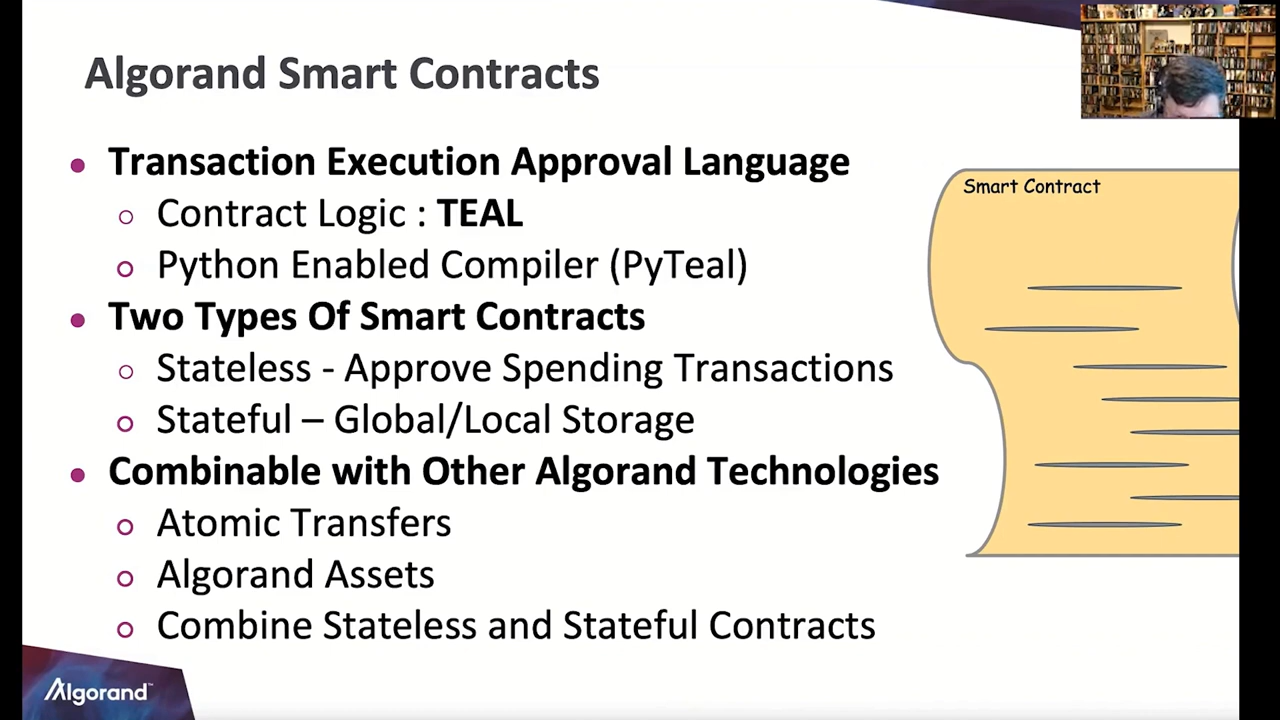 Algorand Smart Contracts
• Transaction Execution Approval Language
○ Contract Logic : TEAL
○ Python Enabled Compiler (PyTeal)
• Two Types Of Smart Contracts
○ Stateless - Approve Spending Transactions
○ Stateful – Global/Local Storage
• Combinable with Other Algorand Technologies
○ Atomic Transfers
○ Algorand Assets
○ Combine Stateless and Stateful Contracts
Smart Contract
Algorand™